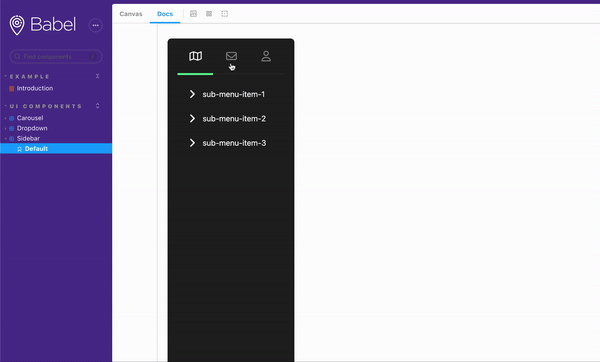 Babel
Canvas
Docs
Find components
/
EXAMPLE
Introduction
UI COMPONENTS
Carousel
Dropdown
Sidebar
Default
sub-menu-item-1
sub-menu-item-2
sub-menu-item-3